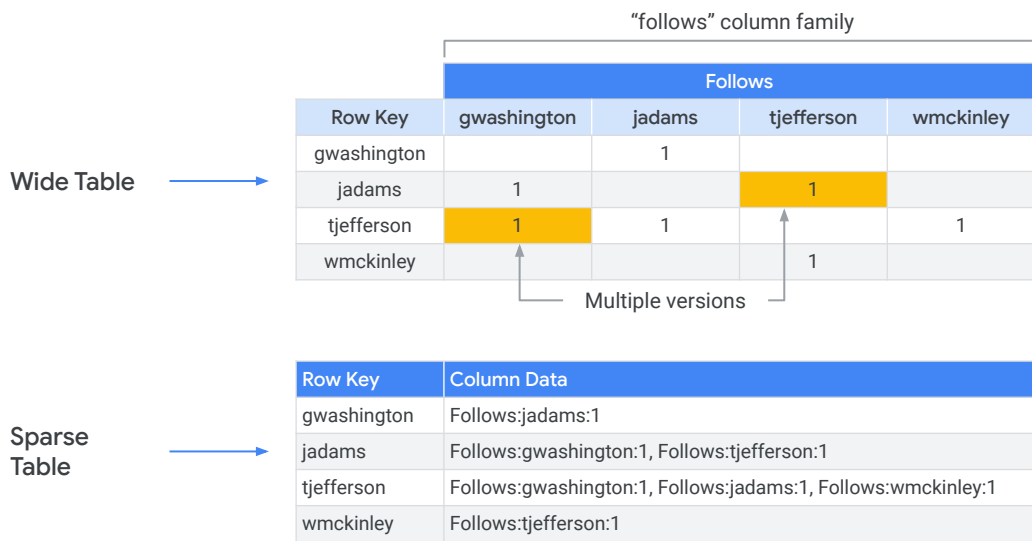 “follows” column family
Follows
Row Key gwashington jadams tjefferson wmckinley
gwashington 1
Wide Table
jadams 1 1
tjefferson 1 1 1
wmckinley 1
Multiple versions
Row Key Column Data
gwashington Follows:jadams:1
Sparse
Table
jadams Follows:gwashington:1, Follows:tjefferson:1
tjefferson Follows:gwashington:1, Follows:jadams:1, Follows:wmckinley:1
wmckinley Follows:tjefferson:1